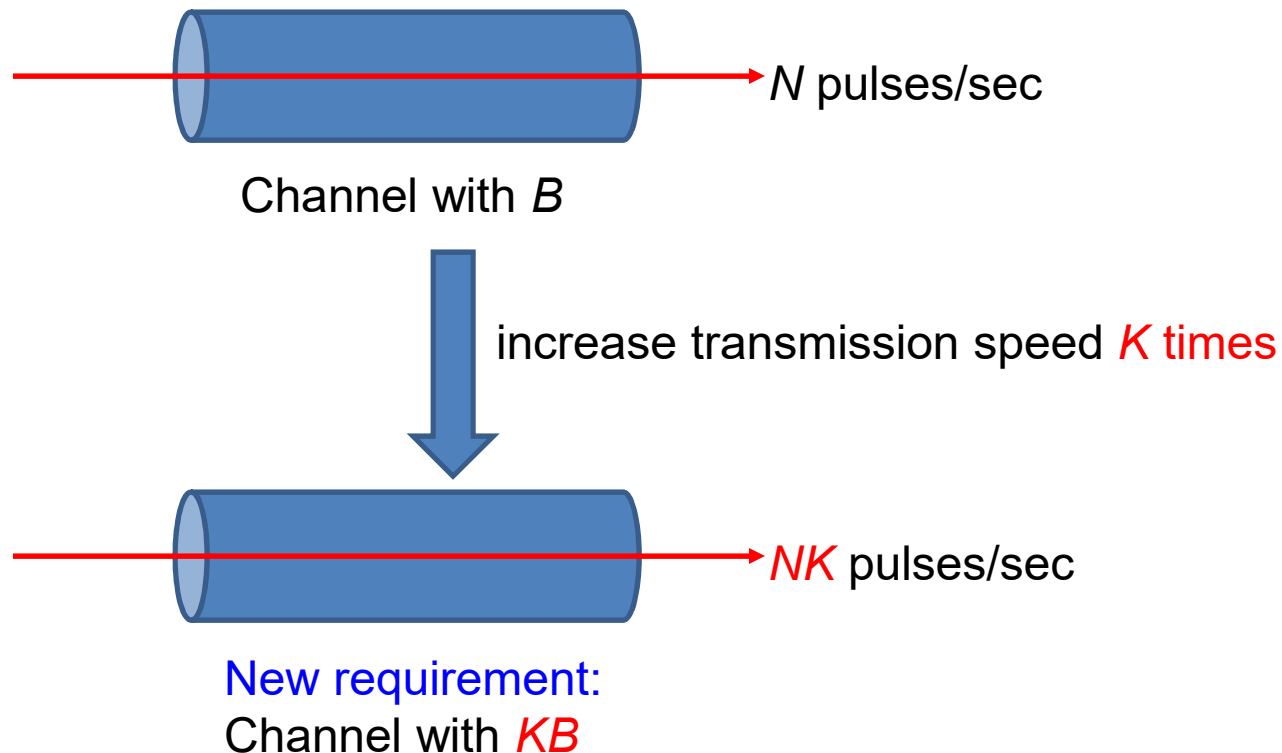 N pulses/sec
Channel with B
increase transmission speed K times
NK pulses/sec
New requirement:
Channel with KB